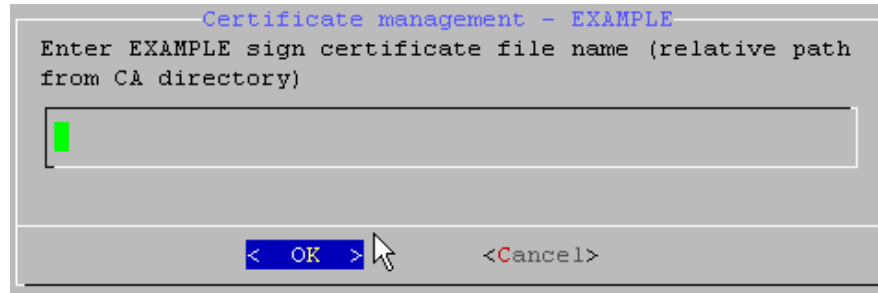 Certificate management - EXAMPLE
Enter EXAMPLE sign certificate file name (relative path
from CA directory)
< OK > <Cancel>